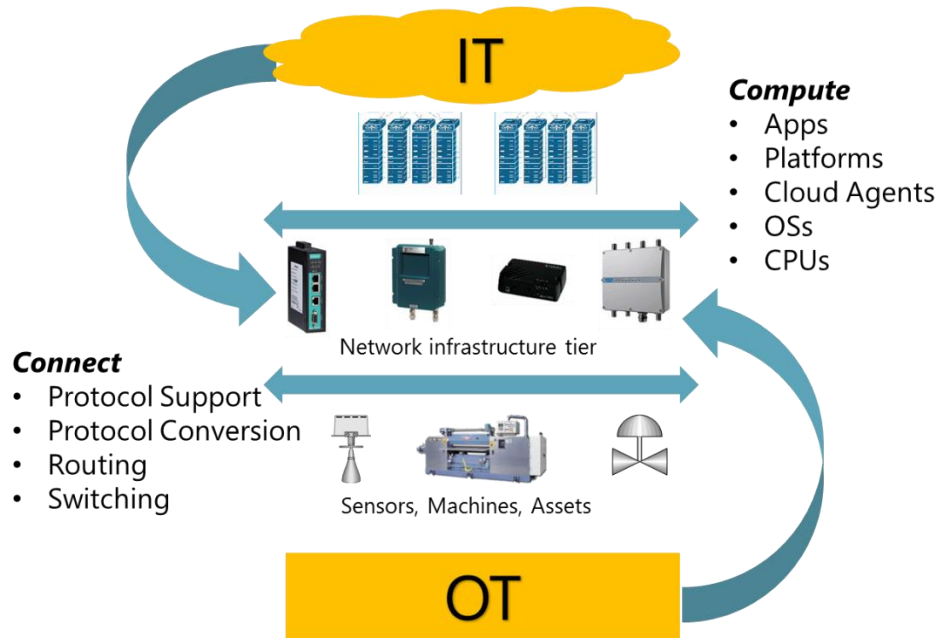 IT
Compute
• Apps
• Platforms
• Cloud Agents
• OSs
• CPUs
Network infrastructure tier
Connect
• Protocol Support
• Protocol Conversion
• Routing
• Switching
Sensors, Machines, Assets
OT